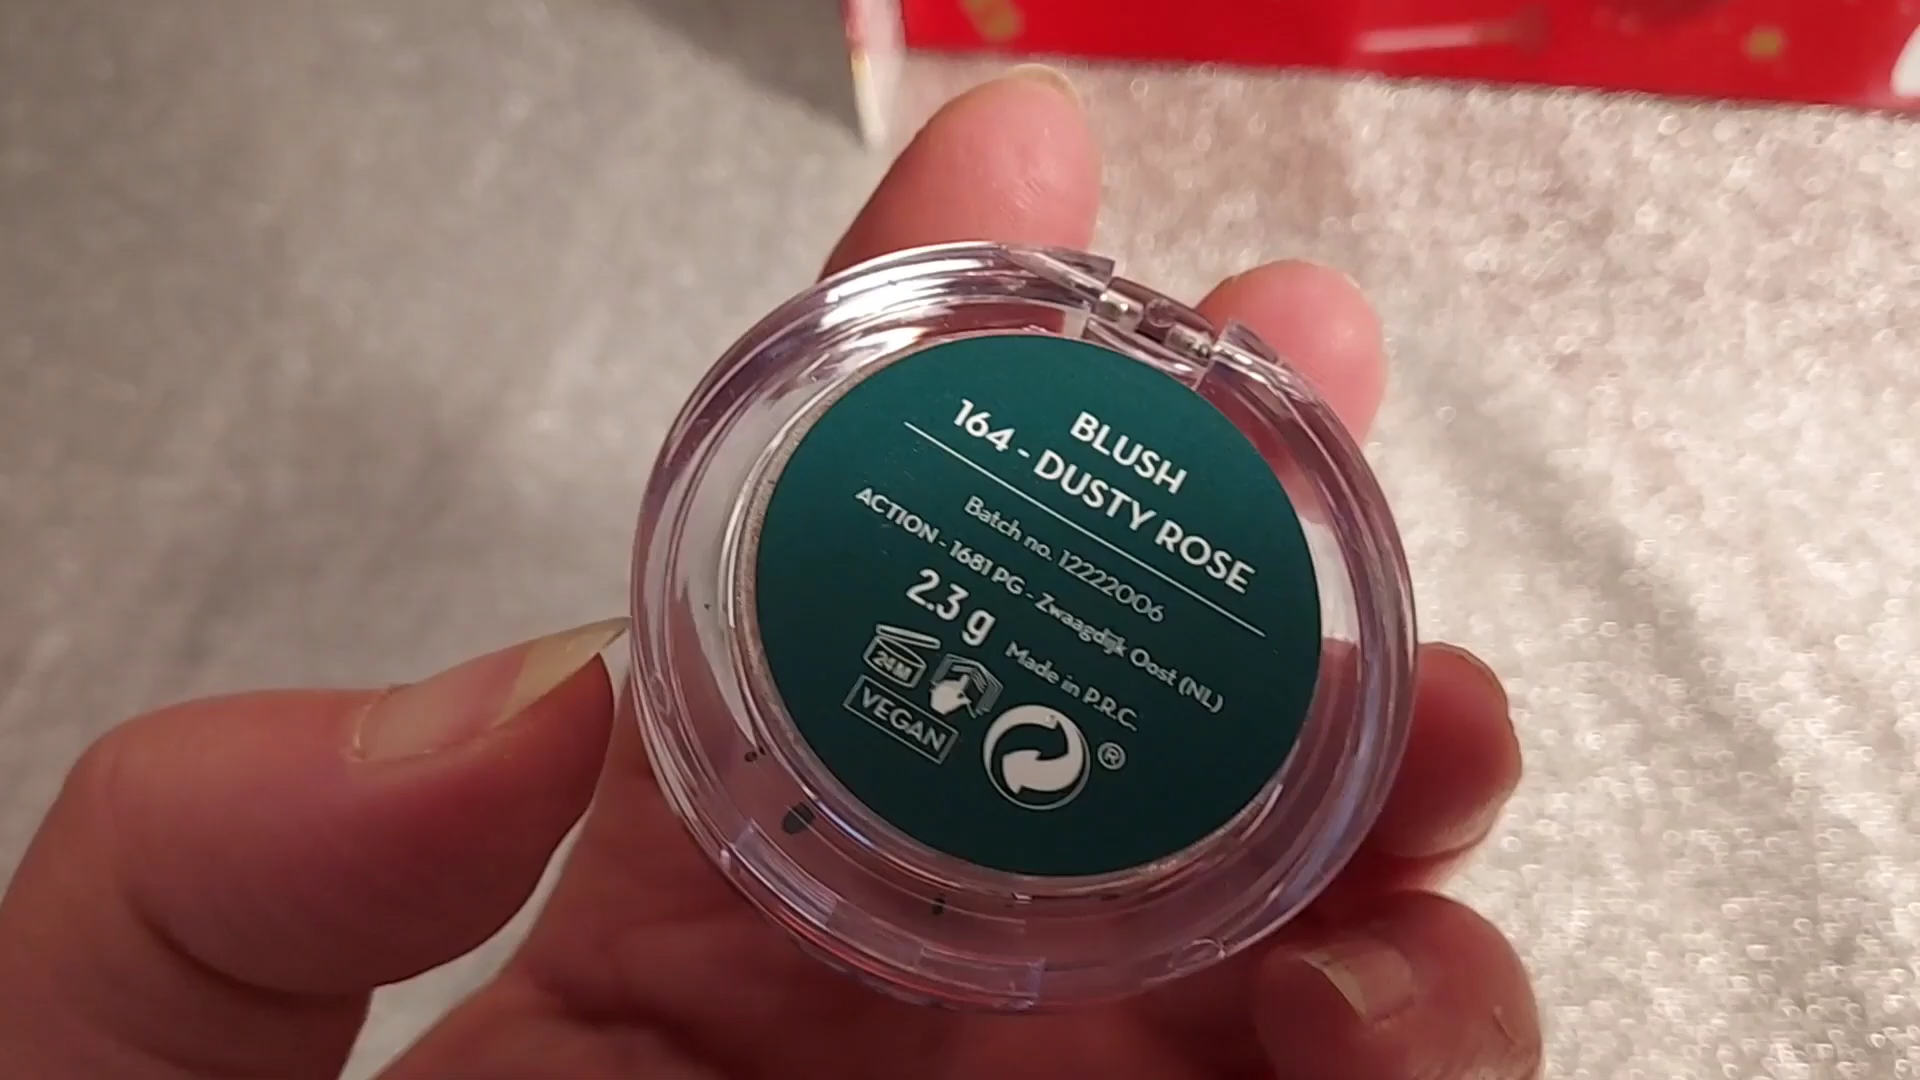 BLUSH
164 - DUSTY ROSE
Batch no. 12222006
ACTION - 1681 PG - Zwaagdijk Oost (NL)
2.3 g Made in P.R.C.
24M
VEGAN
®